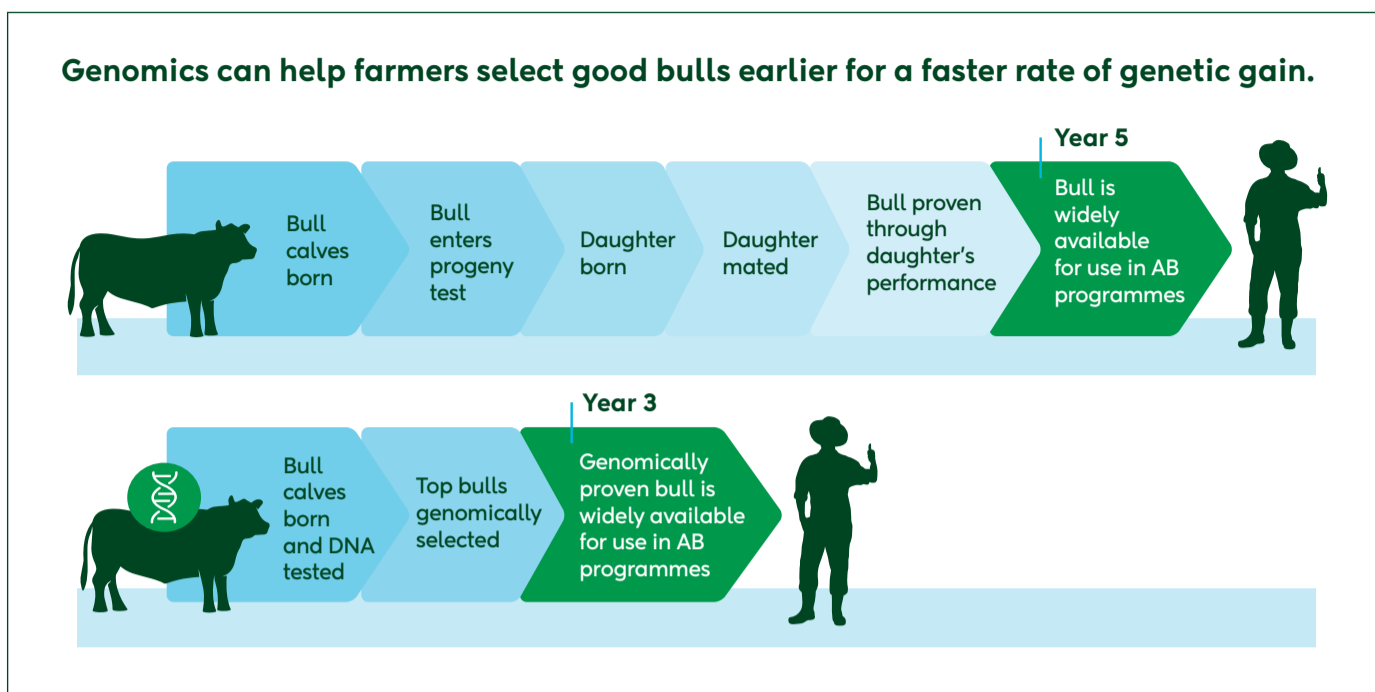 Genomics can help farmers select good bulls earlier for a faster rate of genetic gain.
Bull
calves
born
Bull
enters
progeny
test
Daughter
born
Daughter
mated
Bull proven
through
daughter's
performance
Year 5
Bull is
widely
available
for use in AB
programmes
Bull
calves
born
and DNA
tested
Top bulls
genomically
selected
Year 3
Genomically
proven bull is
widely available
for use in AB
programmes